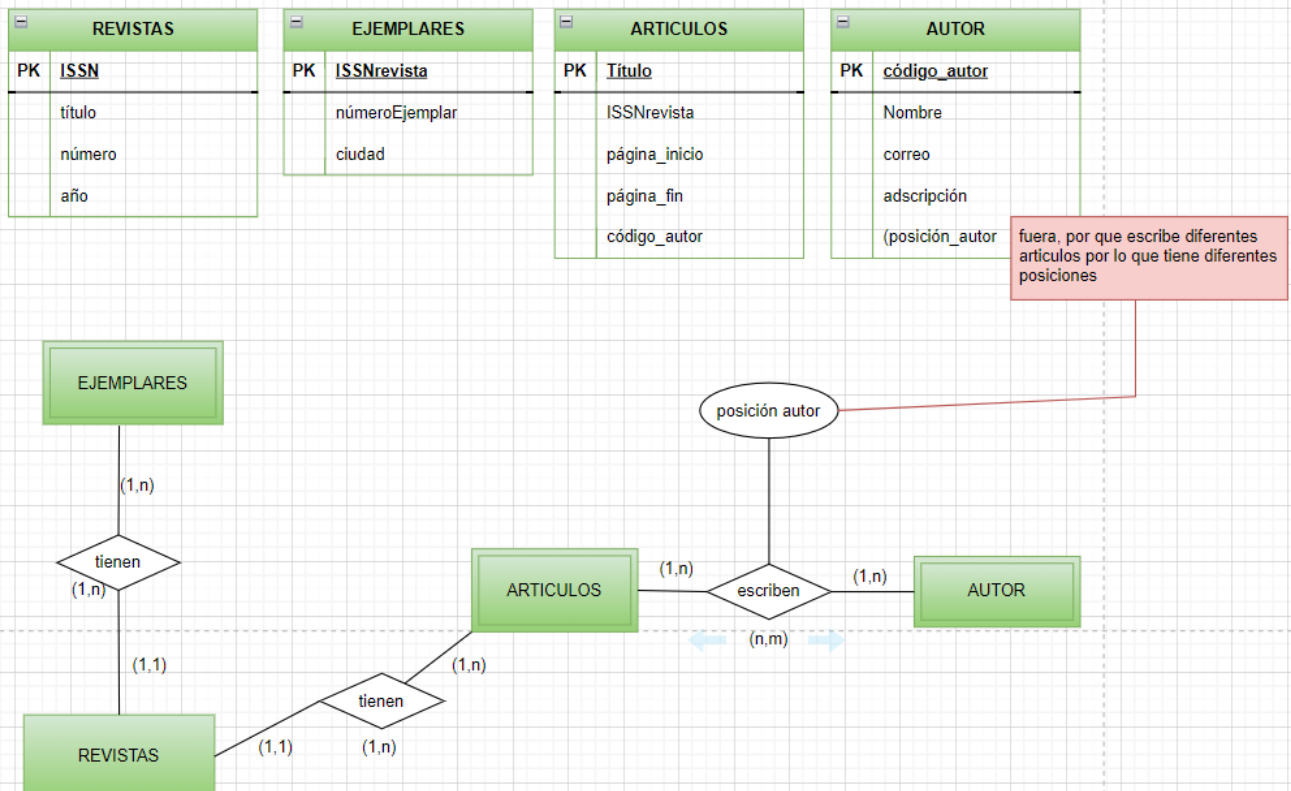 REVISTAS
PK ISSN
título
número
año
EJEMPLARES
PK ISSNrevista
númeroEjemplar
ciudad
ARTICULOS
PK Título
ISSNrevista
página_inicio
página_fin
código_autor
AUTOR
PK código_autor
Nombre
correo
adscripción
(posición_autor
fuera, por que escribe diferentes
articulos por lo que tiene diferentes
posiciones
EJEMPLARES
(1,n)
tienen
(1,n)
(1,1)
REVISTAS
(1,1)
tienen
(1,n)
(1,n)
ARTICULOS
(1,n)
posición autor
escriben
(n,m)
(1,n)
AUTOR